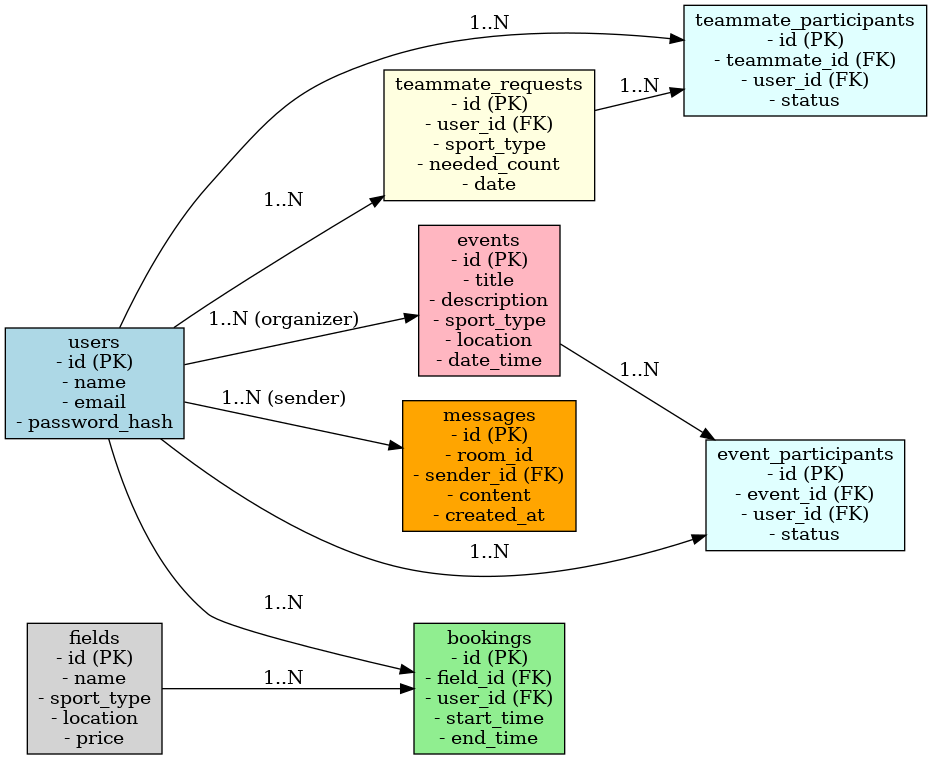 teammate_participants
- id (PK)
- teammate_id (FK)
- user_id (FK)
- status
1..N
teammate_requests
- id (PK)
- user_id (FK)
- sport_type
- needed_count
- date
1..N
1..N
events
- id (PK)
- title
- description
- sport_type
- location
- date_time
1..N (organizer)
users
- id (PK)
- name
- email
- password_hash
1..N
1..N (sender)
messages
- id (PK)
- room_id
- sender_id (FK)
- content
- created_at
event_participants
- id (PK)
- event_id (FK)
- user_id (FK)
- status
1..N
1..N
fields
- id (PK)
- name
- sport_type
- location
- price
1..N
bookings
- id (PK)
- field_id (FK)
- user_id (FK)
- start_time
- end_time